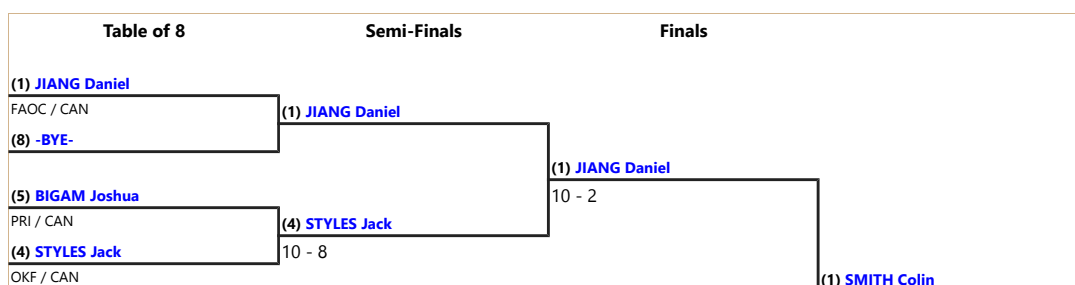 Table of 8 Semi-Finals Finals
(1) JIANG Daniel
FAOC / CAN
(1) JIANG Daniel
(8) -BYE-
(1) JIANG Daniel
10 - 2
(5) BIGAM Joshua
PRI / CAN
(4) STYLES Jack
10 - 8
(4) STYLES Jack
OKF / CAN
(1) SMITH Colin